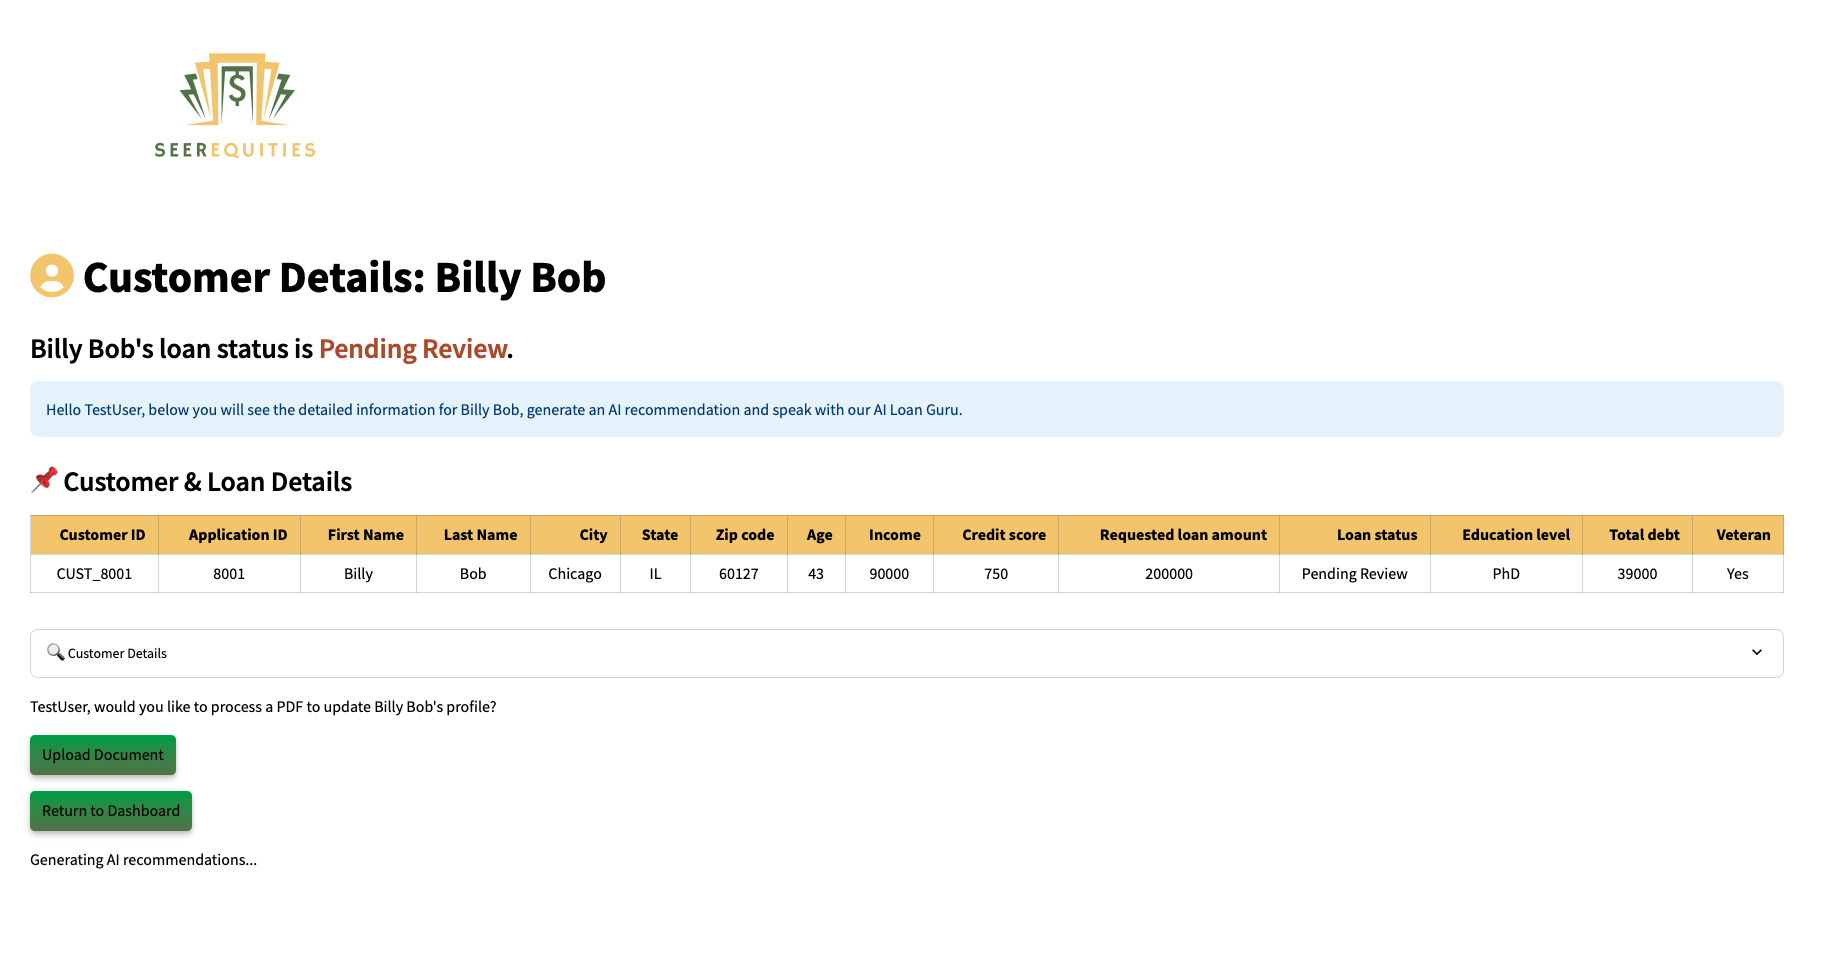 $
SEEREQUITIES
Customer Details: Billy Bob
Billy Bob's loan status is Pending Review.
Hello TestUser, below you will see the detailed information for Billy Bob, generate an AI recommendation and speak with our AI Loan Guru.
Customer & Loan Details
Customer ID Application ID First Name Last Name City State Zip code Age Income Credit score Requested loan amount Loan status Education level Total debt Veteran
CUST_8001 8001 Billy Bob Chicago IL 60127 43 90000 750 200000 Pending Review PhD 39000 Yes
Customer Details
TestUser, would you like to process a PDF to update Billy Bob's profile?
Upload Document
Return to Dashboard
Generating AI recommendations...